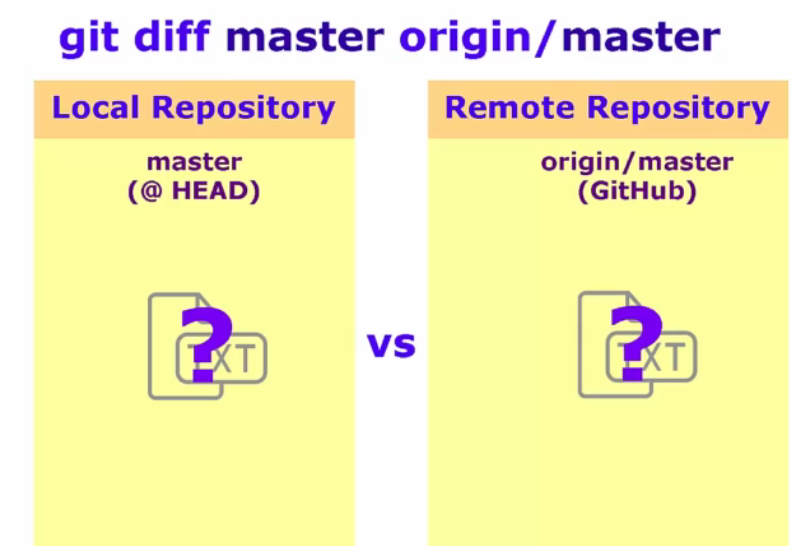 git diff master origin/master
Local Repository
master
(@ HEAD)
TXT
?
vs
Remote Repository
origin/master
(GitHub)
TXT
?